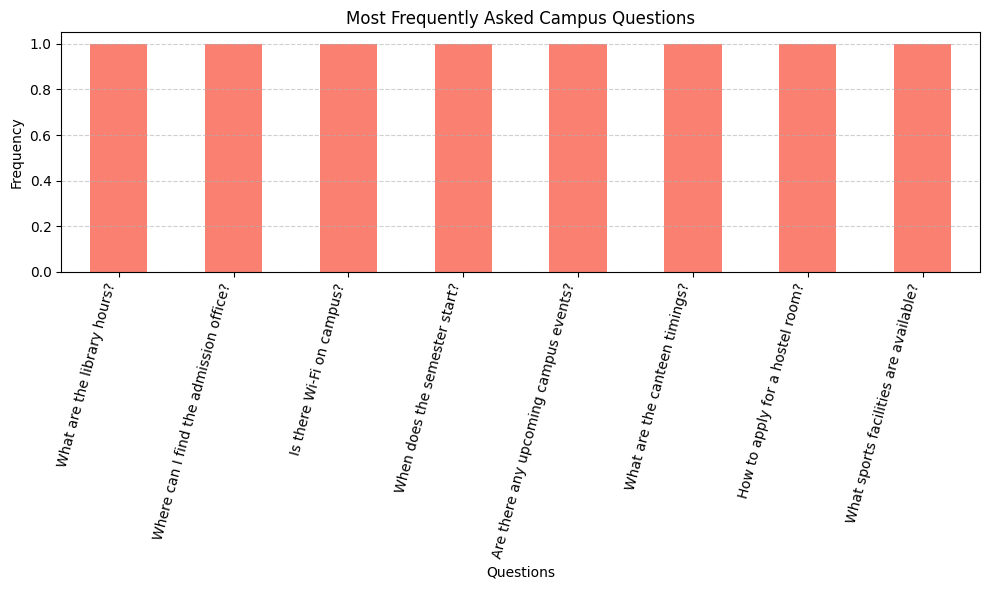 Most Frequently Asked Campus Questions
1.0
0.8
0.6
0.4
0.2
0.0
Frequency
What are the library hours?
Where can I find the admission office?
Is there Wi-Fi on campus?
When does the semester start?
Are there any upcoming campus events?
What are the canteen timings?
How to apply for a hostel room?
What sports facilities are available?
Questions